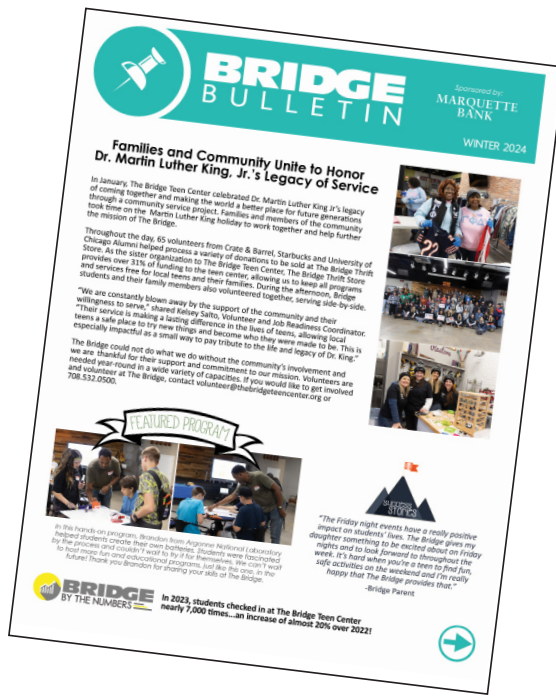 BRIDGE
BULLETIN
Sponsored by:
MARQUETTE
BANK
WINTER 2024
Families and Community Unite to Honor
Dr. Martin Luther King, Jr.'s Legacy of Service
In January, The Bridge Teen Center celebrated Dr. Martin Luther King Jr's legacy
of coming together and making the world a better place for future generations
through a community service project. Families and members of the community
took time on the Martin Luther King holiday to work together and help further
the mission of The Bridge.
Throughout the day, 65 volunteers from Crate & Barrel, Starbucks and University of
Chicago Alumni helped process a variety of donations to be sold at The Bridge Thrift
Store. As the sister organization to The Bridge Teen Center, The Bridge Thrift Store
provides over 31% of funding to the teen center, allowing us to keep all programs
and services free for local teens and their families. During the afternoon, Bridge
students and their family members also volunteered together, serving side-by-side.
"We are constantly blown away by the support of the community and their
willingness to serve," shared Kelsey Salto, Volunteer and Job Readiness Coordinator.
"Their service is making a lasting difference in the lives of teens, allowing local
teens a safe place to try new things and become who they were made to be. This is
especially impactful as a small way to pay tribute to the life and legacy of Dr. King."
The Bridge could not do what we do without the community's involvement and
we are thankful for their support and commitment to our mission. Volunteers are
needed year-round in a wide variety of capacities. If you would like to get involved
and volunteer at The Bridge, contact volunteer@thebridgeteencenter.org or
708.532.0500.
FEATURED PROGRAM
In this hands-on program, Brandon from Argonne National Laboratory
helped students create their own batteries. Students were fascinated
by the process and couldn't wait to try it for themselves. We can't wait
to host more fun and educational programs, just like this one, in the
future! Thank you Brandon for sharing your skills at The Bridge.
SUCCESS
STORIES
"The Friday night events have a really positive
impact on students' lives. The Bridge gives my
daughter something to be excited about on Friday
nights and to look forward to throughout the
week. It's hard when you're a teen to find fun,
safe activities on the weekend and I'm really
happy that The Bridge provides that."
-Bridge Parent
BRIDGE
BY THE NUMBERS
In 2023, students checked in at The Bridge Teen Center
nearly 7,000 times...an increase of almost 20% over 2022!